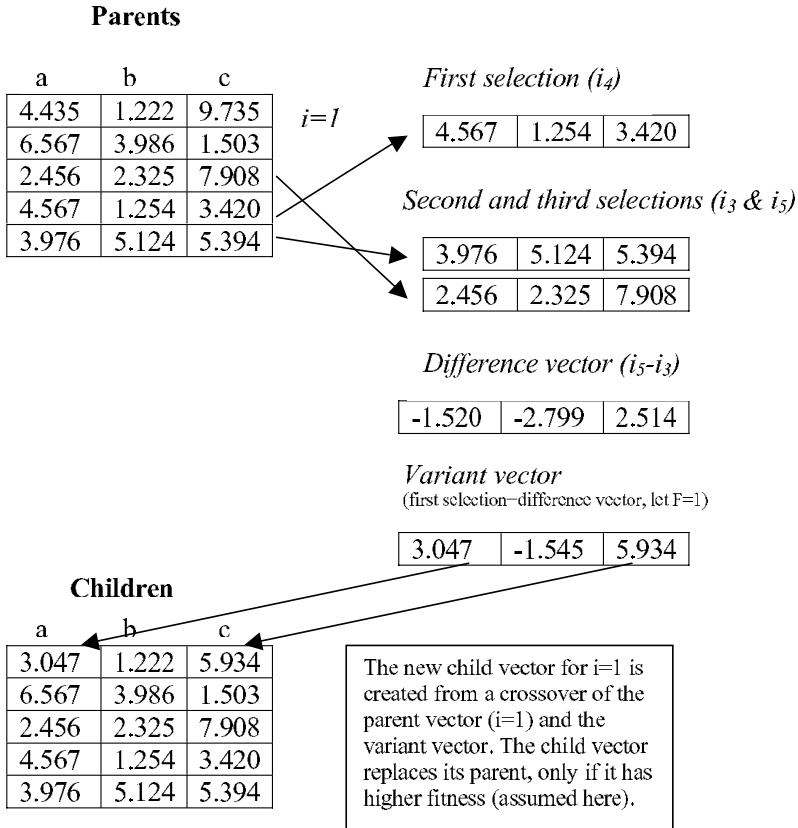 Parents
a b c
4.435 1.222 9.735
6.567 3.986 1.503
2.456 2.325 7.908
4.567 1.254 3.420
3.976 5.124 5.394
i=1
First selection (i4)
4.567 1.254 3.420
Second and third selections (i3 & i5)
3.976 5.124 5.394
2.456 2.325 7.908
Difference vector (i5-i3)
-1.520 -2.799 2.514
Variant vector
(first selection–difference vector, let F=1)
3.047 -1.545 5.934
Children
a b c
3.047 1.222 5.934
6.567 3.986 1.503
2.456 2.325 7.908
4.567 1.254 3.420
3.976 5.124 5.394
The new child vector for i=1 is
created from a crossover of the
parent vector (i=1) and the
variant vector. The child vector
replaces its parent, only if it has
higher fitness (assumed here).